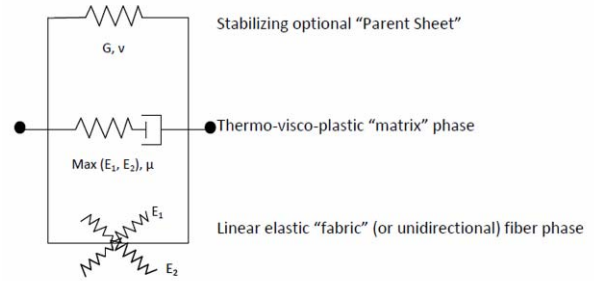 Stabilizing optional “Parent Sheet”
G, v
Thermo-visco-plastic “matrix” phase
Max (E₁, E₂), μ
E₁
Linear elastic “fabric” (or unidirectional) fiber phase
E₂